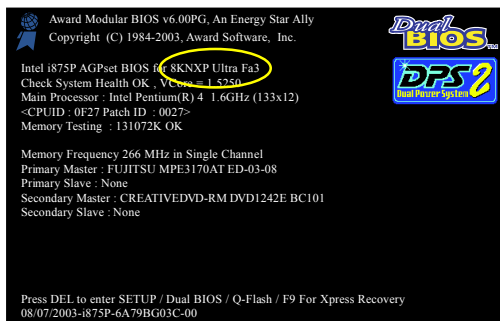 Award Modular BIOS v6.00PG, An Energy Star Ally
Copyright (C) 1984-2003, Award Software, Inc.
Dual
BIOS
Intel i875P AGPset BIOS for 8KNXP Ultra Fa3
Check System Health OK , VCore = 1.5250
Main Processor : Intel Pentium(R) 4 1.6GHz (133x12)
<CPUID : 0F27 Patch ID : 0027>
Memory Testing : 131072K OK
DPS2
Dual Power System
Memory Frequency 266 MHz in Single Channel
Primary Master : FUJITSU MPE3170AT ED-03-08
Primary Slave : None
Secondary Master : CREATIVEDVD-RM DVD1242E BC101
Secondary Slave : None
Press DEL to enter SETUP / Dual BIOS / Q-Flash / F9 For Xpress Recovery
08/07/2003-i875P-6A79BG03C-00